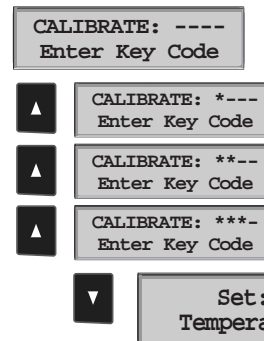 CALIBRATE: ----
Enter Key Code
CALIBRATE: *---
Enter Key Code
CALIBRATE: **--
Enter Key Code
CALIBRATE: ***-
Enter Key Code
Set: